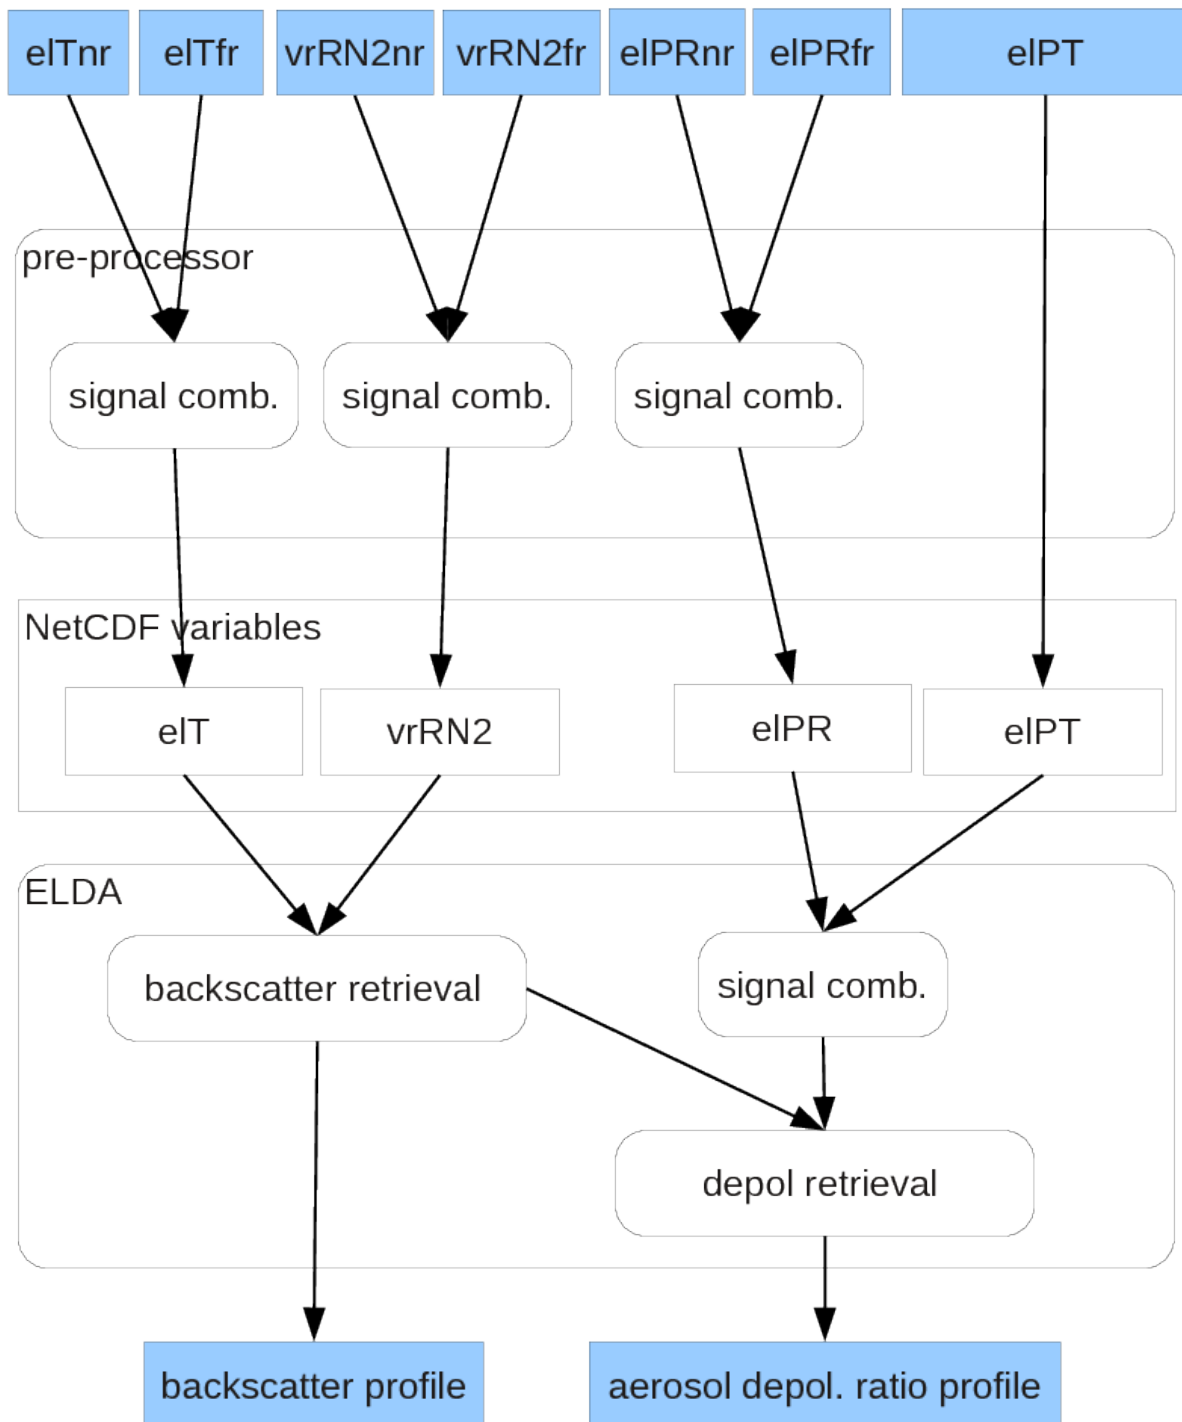 elTnr
elTfr
vrRN2nr
vrRN2fr
elPRnr
elPRfr
elPT
pre-processor
signal comb.
signal comb.
signal comb.
NetCDF variables
elT
vrRN2
elPR
elPT
ELDA
backscatter retrieval
signal comb.
depol retrieval
backscatter profile
aerosol depol. ratio profile